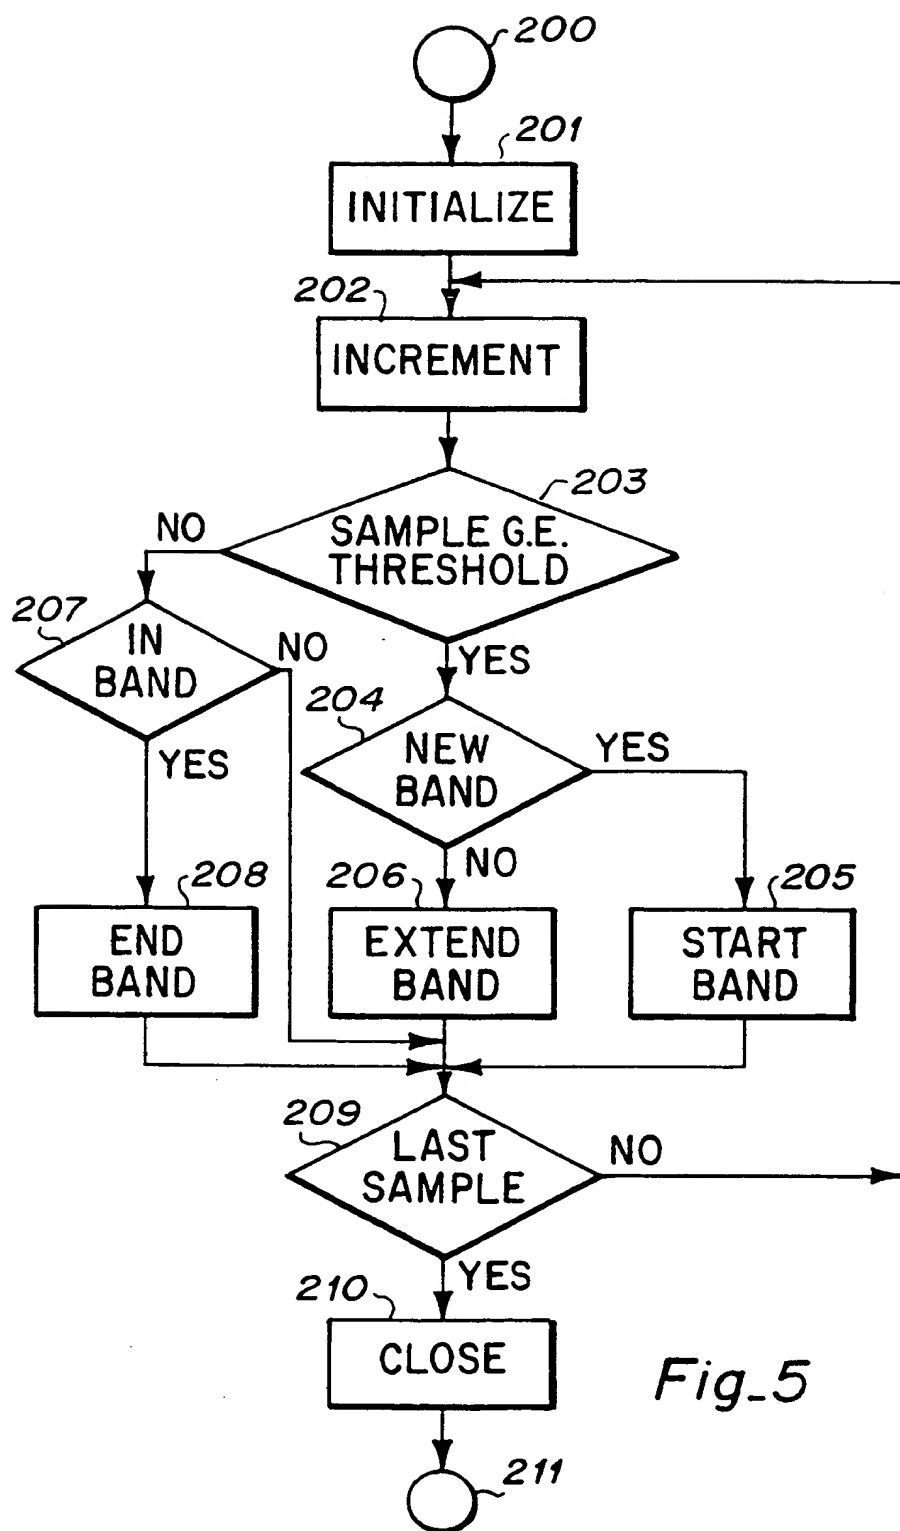 200
201
INITIALIZE
202
INCREMENT
203
SAMPLE G.E.
THRESHOLD
NO
207
IN
BAND
NO
YES
204
NEW
BAND
YES
YES
NO
208
END
BAND
206
EXTEND
BAND
205
START
BAND
209
LAST
SAMPLE
NO
YES
210
CLOSE
Fig_5
211